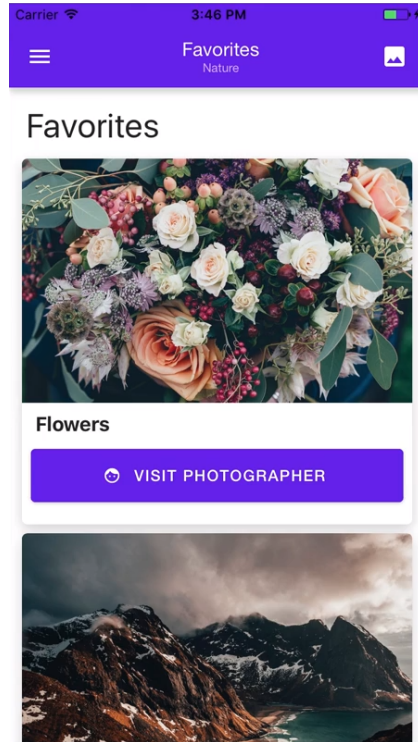 Carrier 3:46 PM
Favorites
Nature
Favorites
Flowers
VISIT PHOTOGRAPHER